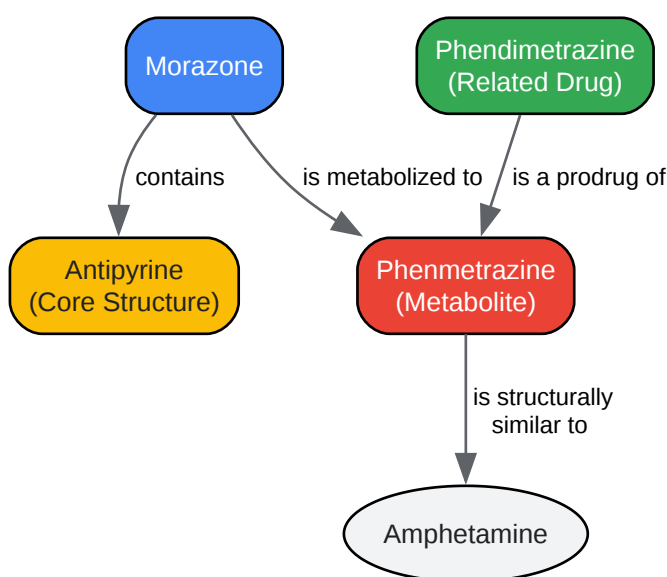 Morazone
Phendimetrazine
(Related Drug)
contains
is metabolized to
is a prodrug of
Antipyrine
(Core Structure)
Phenmetrazine
(Metabolite)
is structurally
similar to
Amphetamine